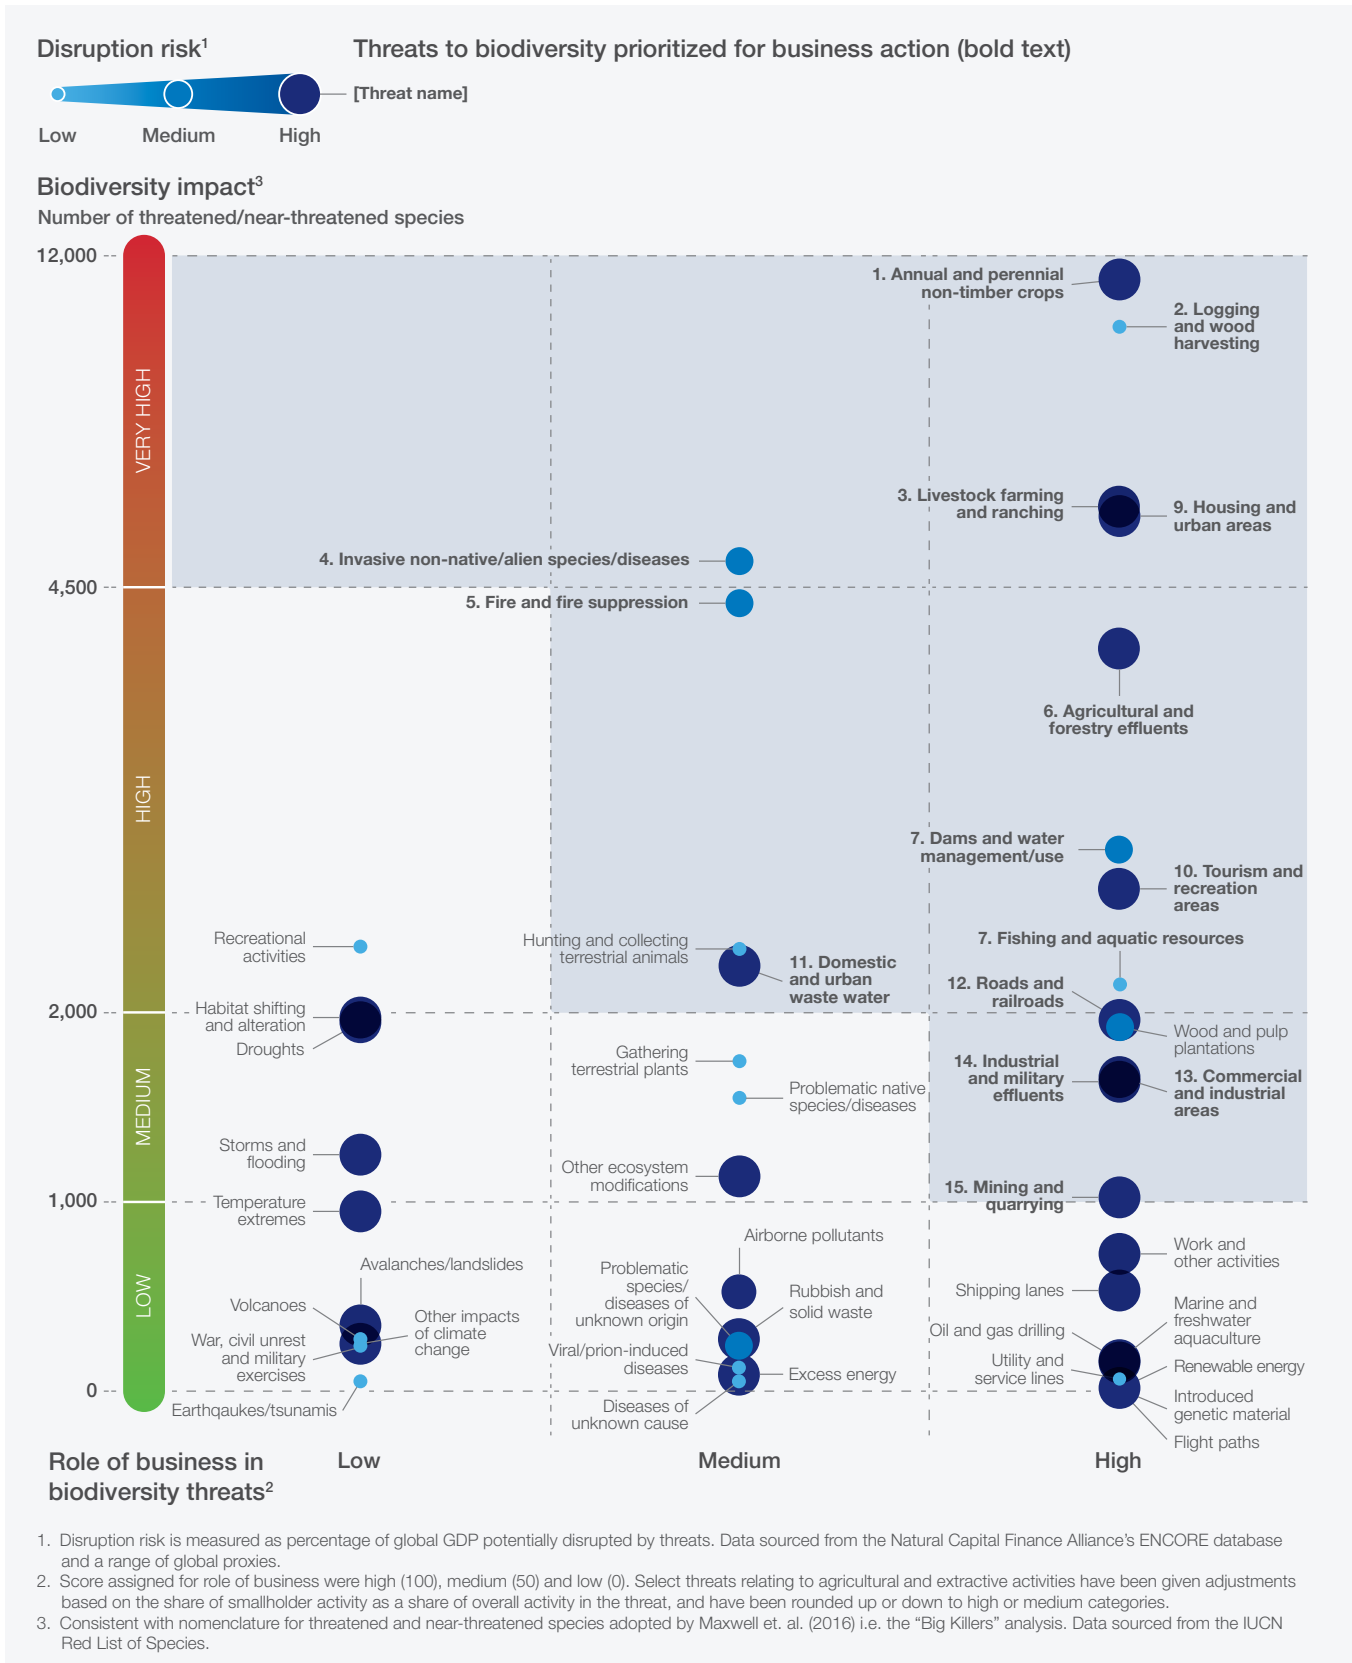 Disruption risk1
Threats to biodiversity prioritized for business action (bold text)
[Threat name]
Low
Medium
High
Biodiversity impact3
Number of threatened/near-threatened species
12,000
4,500
2,000
1,000
0
VERY HIGH
HIGH
MEDIUM
LOW
1. Annual and perennial
non-timber crops
2. Logging
and wood
harvesting
3. Livestock farming
and ranching
9. Housing and
urban areas
4. Invasive non-native/alien species/diseases
5. Fire and fire suppression
6. Agricultural and
forestry effluents
7. Dams and water
management/use
10. Tourism and
recreation
areas
Recreational
activities
Hunting and collecting
terrestrial animals
7. Fishing and aquatic resources
11. Domestic
and urban
waste water
12. Roads and
railroads
Habitat shifting
and alteration
Droughts
Wood and pulp
plantations
Gathering
terrestrial plants
14. Industrial
and military
effluents
13. Commercial
and industrial
areas
Problematic native
species/diseases
Storms and
flooding
Other ecosystem
modifications
15. Mining and
quarrying
Temperature
extremes
Airborne pollutants
Work and
other activities
Avalanches/landslides
Problematic
species/
diseases of
unknown origin
Rubbish and
solid waste
Shipping lanes
Volcanoes
Other impacts
of climate
change
Marine and
freshwater
aquaculture
Oil and gas drilling
War, civil unrest
and military
exercises
Viral/prion-induced
diseases
Excess energy
Utility and
service lines
Renewable energy
Earthqaukes/tsunamis
Diseases of
unknown cause
Introduced
genetic material
Flight paths
Role of business in
biodiversity threats2
Low
Medium
High
1. Disruption risk is measured as percentage of global GDP potentially disrupted by threats. Data sourced from the Natural Capital Finance Alliance’s ENCORE database
and a range of global proxies.
2. Score assigned for role of business were high (100), medium (50) and low (0). Select threats relating to agricultural and extractive activities have been given adjustments
based on the share of smallholder activity as a share of overall activity in the threat, and have been rounded up or down to high or medium categories.
3. Consistent with nomenclature for threatened and near-threatened species adopted by Maxwell et. al. (2016) i.e. the “Big Killers” analysis. Data sourced from the IUCN
Red List of Species.